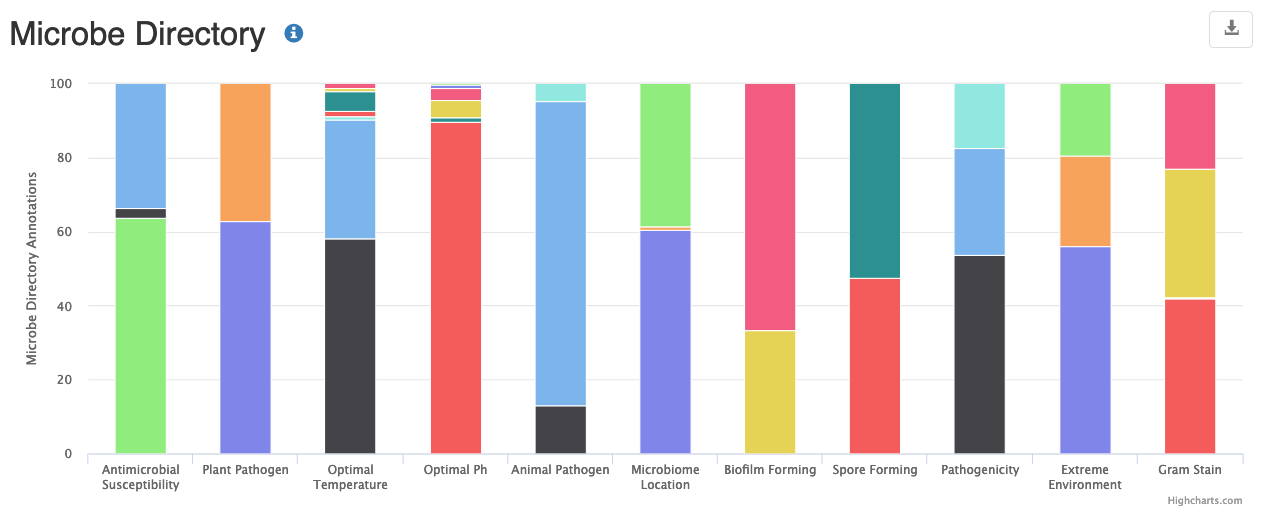 Microbe Directory
100
80
60
40
20
0
Microbe Directory Annotations
Antimicrobial
Susceptibility
Plant Pathogen
Optimal
Temperature
Optimal Ph
Animal Pathogen
Microbiome
Location
Biofilm Forming
Spore Forming
Pathogenicity
Extreme
Environment
Gram Stain
Highcharts.com